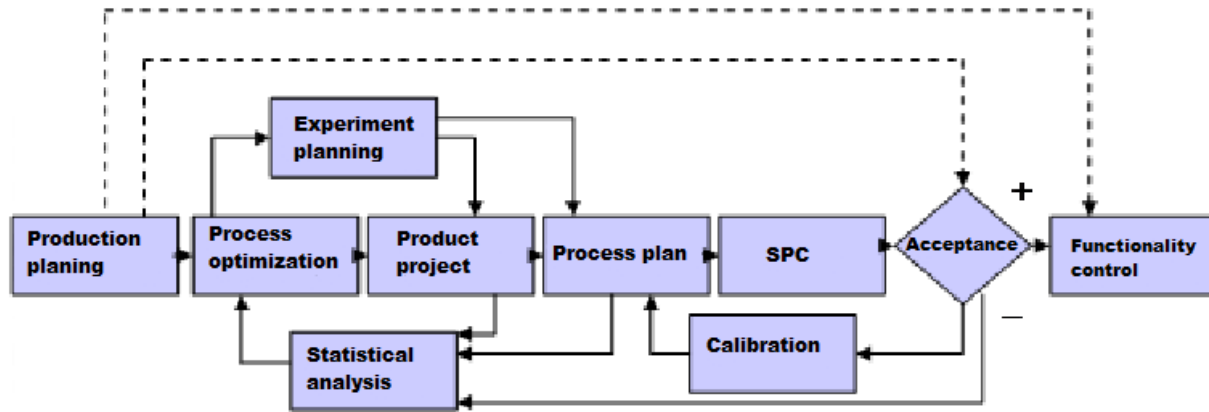 Experiment
planning
+
Production
planing
Process
optimization
Product
project
Process plan
SPC
Acceptance
Functionality
control
–
Statistical
analysis
Calibration